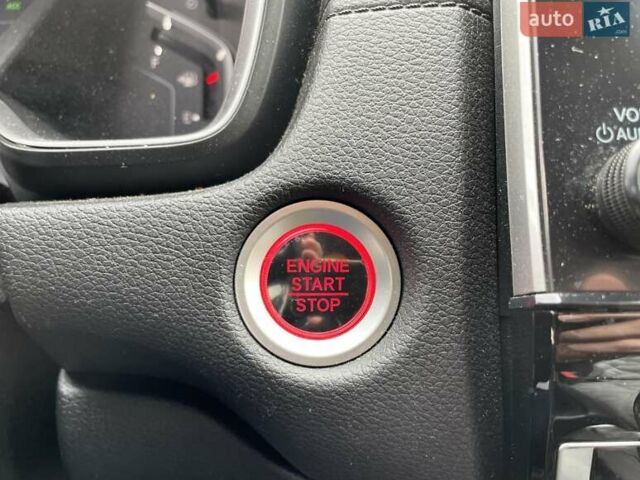 auto RIA
VO
AU
ENGINE
START
STOP